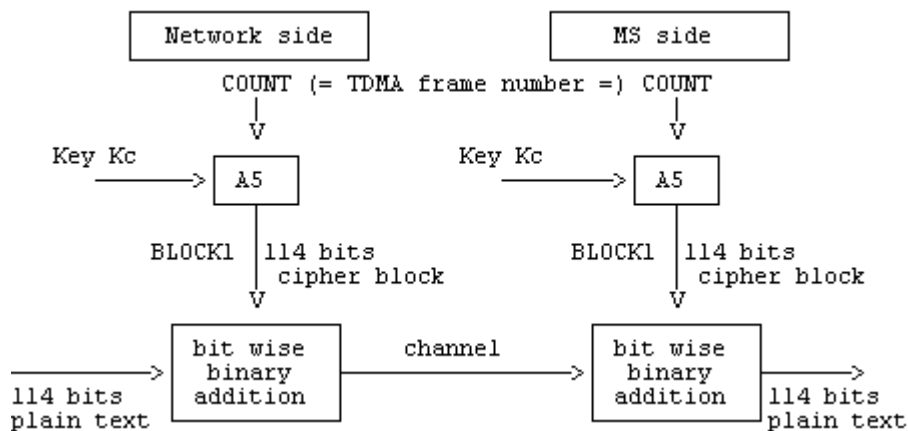 Network side
MS side
COUNT (= TDMA frame number =) COUNT
Key Kc
A5
Key Kc
A5
BLOCK1
114 bits
cipher block
BLOCK1
114 bits
cipher block
bit wise
binary
addition
channel
bit wise
binary
addition
114 bits
plain text
114 bits
plain text